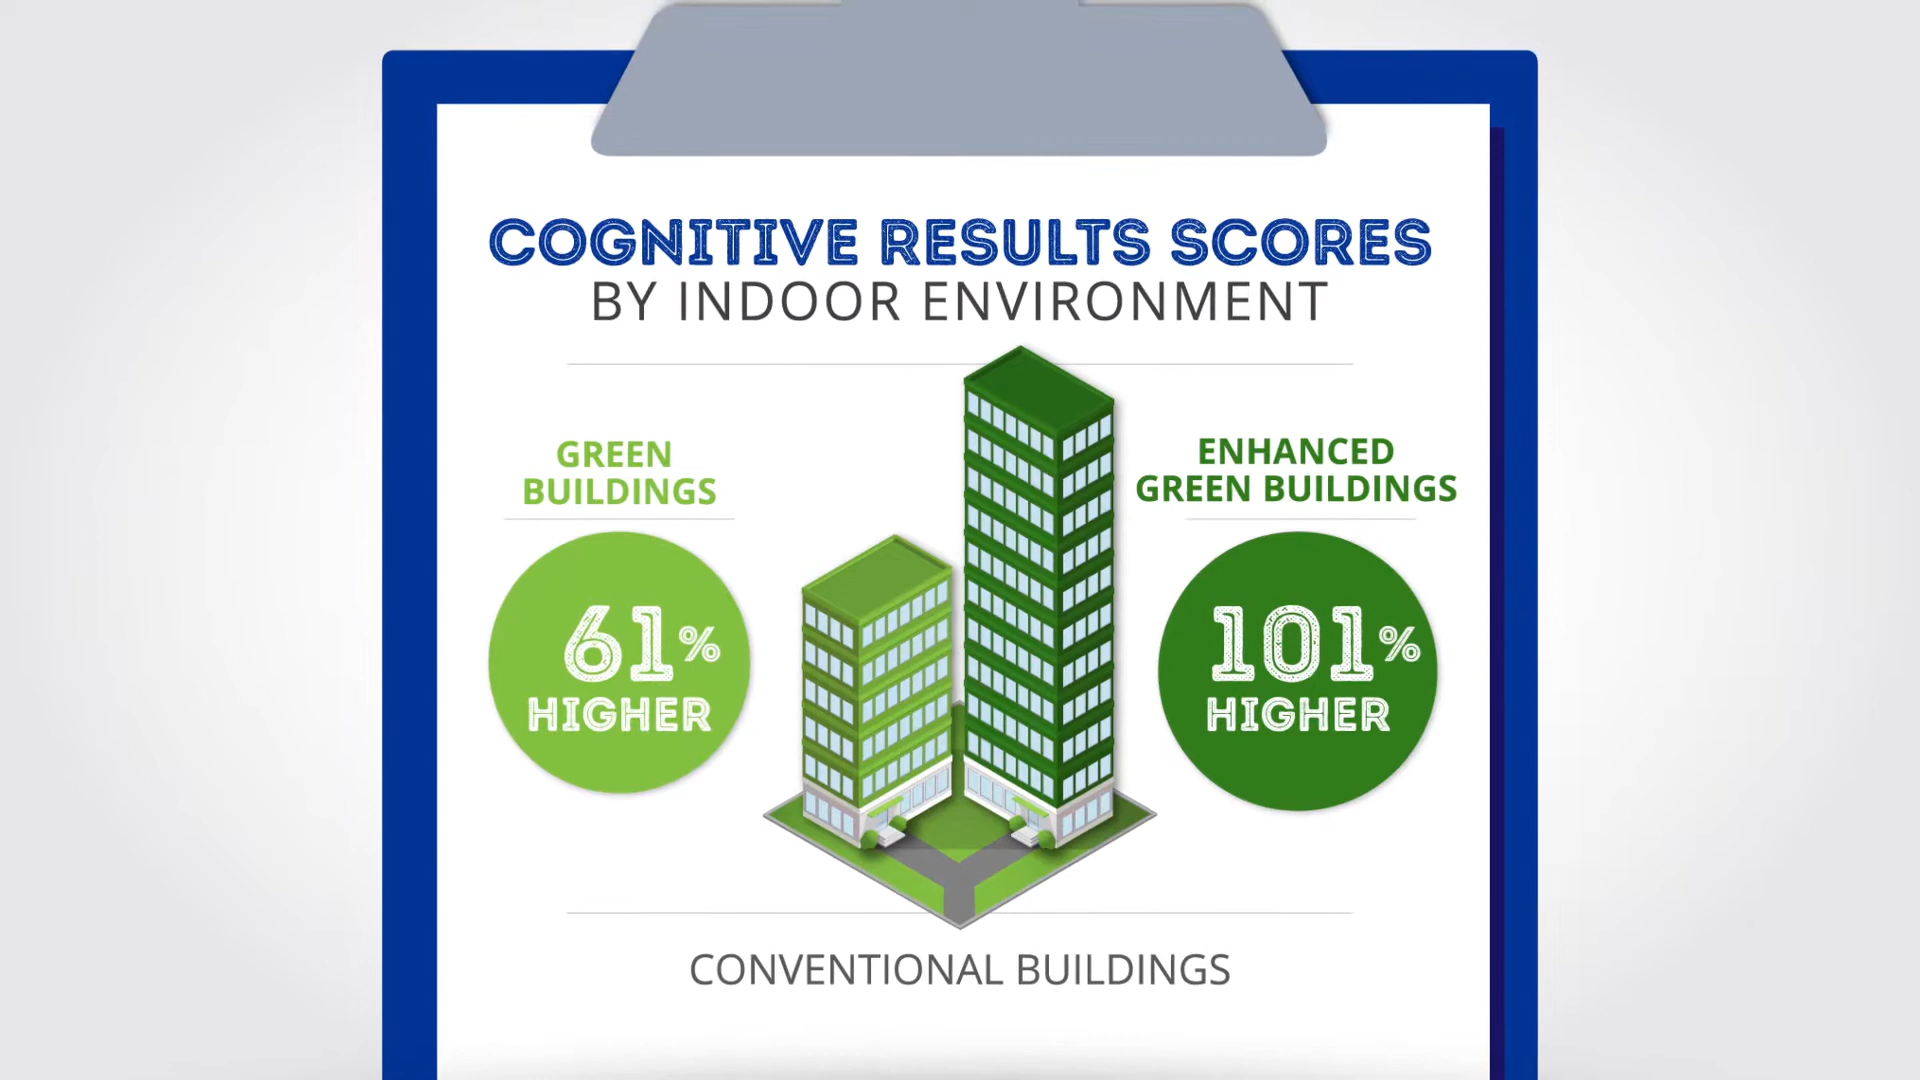 COGNITIVE RESULTS SCORES
BY INDOOR ENVIRONMENT
GREEN
BUILDINGS
61%
HIGHER
ENHANCED
GREEN BUILDINGS
101%
HIGHER
CONVENTIONAL BUILDINGS